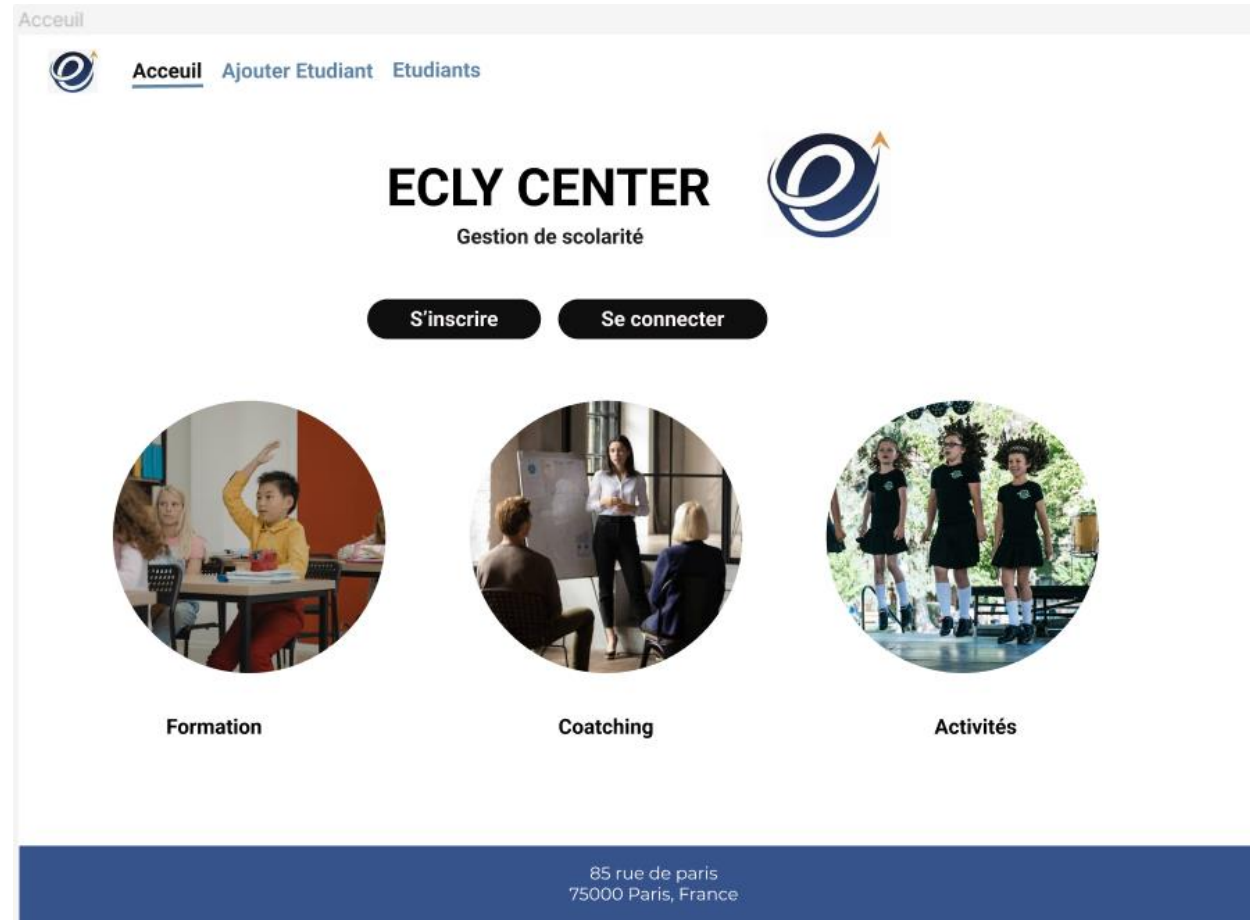 Acceuil
Acceuil Ajouter Etudiant Etudiants
ECLY CENTER
Gestion de scolarité
S’inscrire Se connecter
Formation Coatching Activités
85 rue de paris
75000 Paris, France